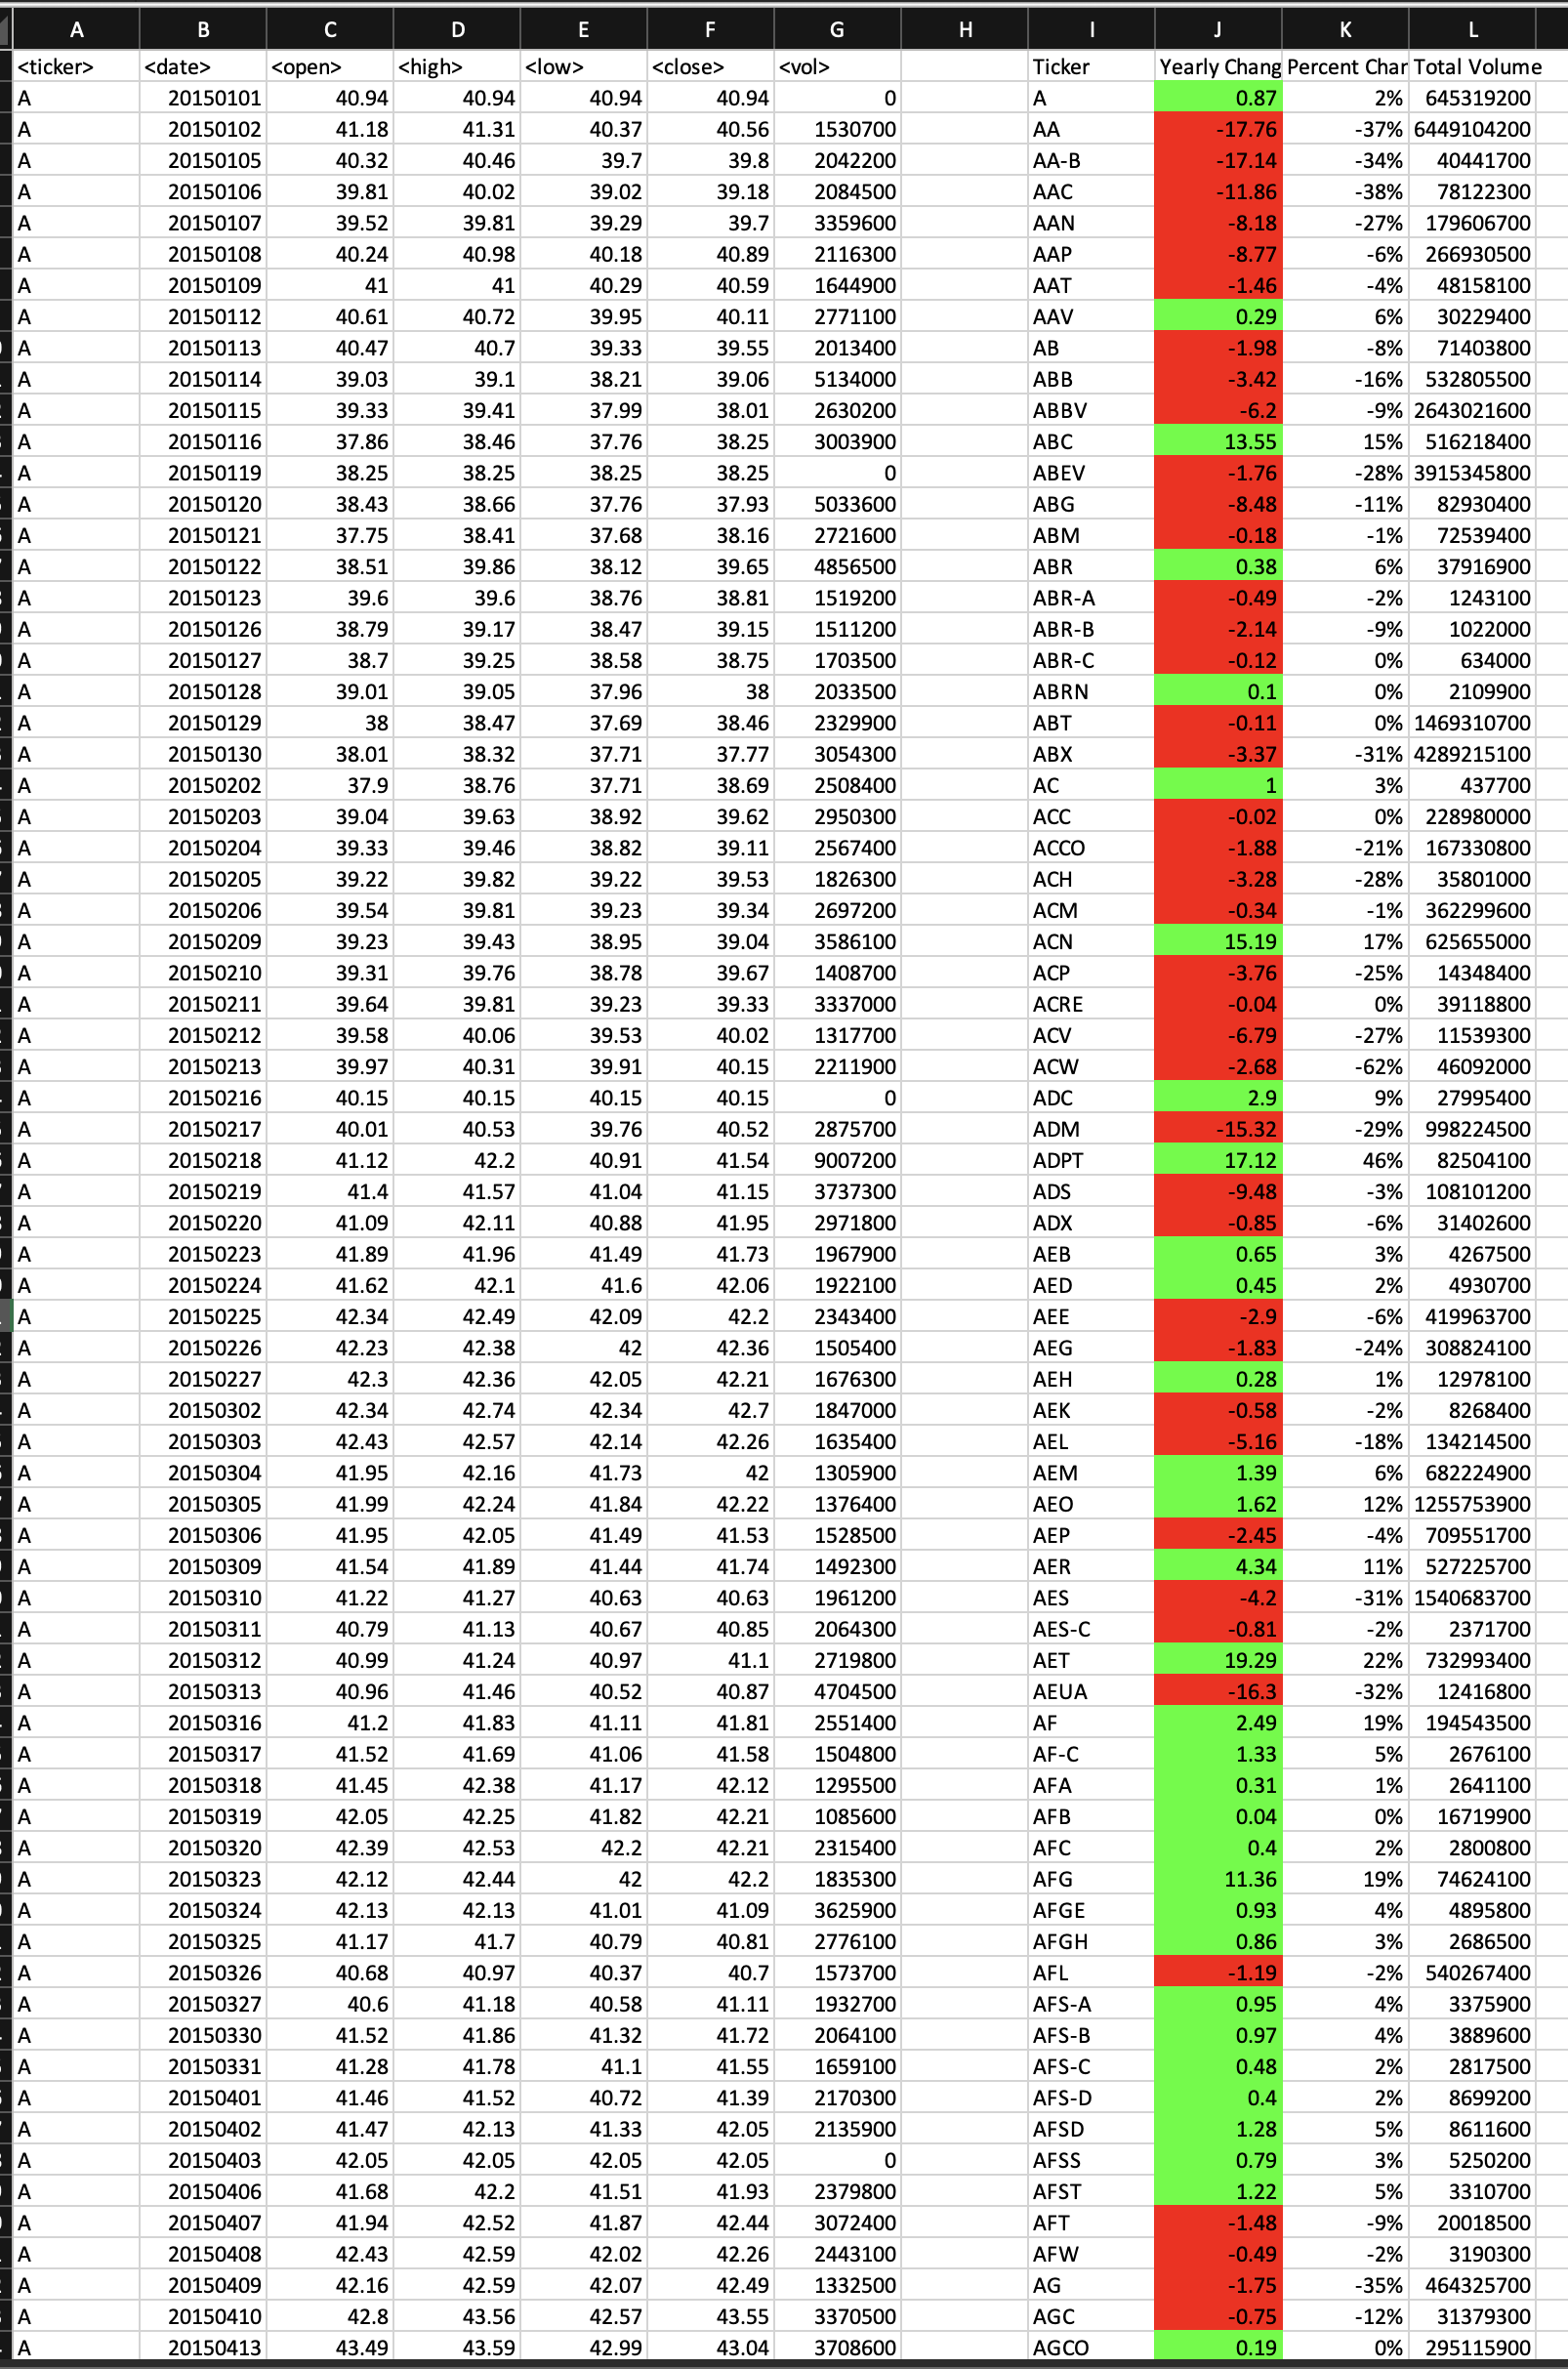 A B C D E F G H I J K L
<ticker> <date> <open> <high> <low> <close> <vol> Ticker Yearly Chang Percent Char Total Volume
A 20150101 40.94 40.94 40.94 40.94 0 A 0.87 2% 645319200
A 20150102 41.18 41.31 40.37 40.56 1530700 AA -17.76 -37% 6449104200
A 20150105 40.32 40.46 39.7 39.8 2042200 AA-B -17.14 -34% 40441700
A 20150106 39.81 40.02 39.02 39.18 2084500 AAC -11.86 -38% 78122300
A 20150107 39.52 39.81 39.29 39.7 3359600 AAN -8.18 -27% 179606700
A 20150108 40.24 40.98 40.18 40.89 2116300 AAP -8.77 -6% 266930500
A 20150109 41 41 40.29 40.59 1644900 AAT -1.46 -4% 48158100
A 20150112 40.61 40.72 39.95 40.11 2771100 AAV 0.29 6% 30229400
A 20150113 40.47 40.7 39.33 39.55 2013400 AB -1.98 -8% 71403800
A 20150114 39.03 39.1 38.21 39.06 5134000 ABB -3.42 -16% 532805500
A 20150115 39.33 39.41 37.99 38.01 2630200 ABBV -6.2 -9% 2643021600
A 20150116 37.86 38.46 37.76 38.25 3003900 ABC 13.55 15% 516218400
A 20150119 38.25 38.25 38.25 38.25 0 ABEV -1.76 -28% 3915345800
A 20150120 38.43 38.66 37.76 37.93 5033600 ABG -8.48 -11% 82930400
A 20150121 37.75 38.41 37.68 38.16 2721600 ABM -0.18 -1% 72539400
A 20150122 38.51 39.86 38.12 39.65 4856500 ABR 0.38 6% 37916900
A 20150123 39.6 39.6 38.76 38.81 1519200 ABR-A -0.49 -2% 1243100
A 20150126 38.79 39.17 38.47 39.15 1511200 ABR-B -2.14 -9% 1022000
A 20150127 38.7 39.25 38.58 38.75 1703500 ABR-C -0.12 0% 634000
A 20150128 39.01 39.05 37.96 38 2033500 ABRN 0.1 0% 2109900
A 20150129 38 38.47 37.69 38.46 2329900 ABT -0.11 0% 1469310700
A 20150130 38.01 38.32 37.71 37.77 3054300 ABX -3.37 -31% 4289215100
A 20150202 37.9 38.76 37.71 38.69 2508400 AC 1 3% 437700
A 20150203 39.04 39.63 38.92 39.62 2950300 ACC -0.02 0% 228980000
A 20150204 39.33 39.46 38.82 39.11 2567400 ACCO -1.88 -21% 167330800
A 20150205 39.22 39.82 39.22 39.53 1826300 ACH -3.28 -28% 35801000
A 20150206 39.54 39.81 39.23 39.34 2697200 ACM -0.34 -1% 362299600
A 20150209 39.23 39.43 38.95 39.04 3586100 ACN 15.19 17% 625655000
A 20150210 39.31 39.76 38.78 39.67 1408700 ACP -3.76 -25% 14348400
A 20150211 39.64 39.81 39.23 39.33 3337000 ACRE -0.04 0% 39118800
A 20150212 39.58 40.06 39.53 40.02 1317700 ACV -6.79 -27% 11539300
A 20150213 39.97 40.31 39.91 40.15 2211900 ACW -2.68 -62% 46092000
A 20150216 40.15 40.15 40.15 40.15 0 ADC 2.9 9% 27995400
A 20150217 40.01 40.53 39.76 40.52 2875700 ADM -15.32 -29% 998224500
A 20150218 41.12 42.2 40.91 41.54 9007200 ADPT 17.12 46% 82504100
A 20150219 41.4 41.57 41.04 41.15 3737300 ADS -9.48 -3% 108101200
A 20150220 41.09 42.11 40.88 41.95 2971800 ADX -0.85 -6% 31402600
A 20150223 41.89 41.96 41.49 41.73 1967900 AEB 0.65 3% 4267500
A 20150224 41.62 42.1 41.6 42.06 1922100 AED 0.45 2% 4930700
A 20150225 42.34 42.49 42.09 42.2 2343400 AEE -2.9 -6% 419963700
A 20150226 42.23 42.38 42 42.36 1505400 AEG -1.83 -24% 308824100
A 20150227 42.3 42.36 42.05 42.21 1676300 AEH 0.28 1% 12978100
A 20150302 42.34 42.74 42.34 42.7 1847000 AEK -0.58 -2% 8268400
A 20150303 42.43 42.57 42.14 42.26 1635400 AEL -5.16 -18% 134214500
A 20150304 41.95 42.16 41.73 42 1305900 AEM 1.39 6% 682224900
A 20150305 41.99 42.24 41.84 42.22 1376400 AEO 1.62 12% 1255753900
A 20150306 41.95 42.05 41.49 41.53 1528500 AEP -2.45 -4% 709551700
A 20150309 41.54 41.89 41.44 41.74 1492300 AER 4.34 11% 527225700
A 20150310 41.22 41.27 40.63 40.63 1961200 AES -4.2 -31% 1540683700
A 20150311 40.79 41.13 40.67 40.85 2064300 AES-C -0.81 -2% 2371700
A 20150312 40.99 41.24 40.97 41.1 2719800 AET 19.29 22% 732993400
A 20150313 40.96 41.46 40.52 40.87 4704500 AEUA -16.3 -32% 12416800
A 20150316 41.2 41.83 41.11 41.81 2551400 AF 2.49 19% 194543500
A 20150317 41.52 41.69 41.06 41.58 1504800 AF-C 1.33 5% 2676100
A 20150318 41.45 42.38 41.17 42.12 1295500 AFA 0.31 1% 2641100
A 20150319 42.05 42.25 41.82 42.21 1085600 AFB 0.04 0% 16719900
A 20150320 42.39 42.53 42.2 42.21 2315400 AFC 0.4 2% 2800800
A 20150323 42.12 42.44 42 42.2 1835300 AFG 11.36 19% 74624100
A 20150324 42.13 42.13 41.01 41.09 3625900 AFGE 0.93 4% 4895800
A 20150325 41.17 41.7 40.79 40.81 2776100 AFGH 0.86 3% 2686500
A 20150326 40.68 40.97 40.37 40.7 1573700 AFL -1.19 -2% 540267400
A 20150327 40.6 41.18 40.58 41.11 1932700 AFS-A 0.95 4% 3375900
A 20150330 41.52 41.86 41.32 41.72 2064100 AFS-B 0.97 4% 3889600
A 20150331 41.28 41.78 41.1 41.55 1659100 AFS-C 0.48 2% 2817500
A 20150401 41.46 41.52 40.72 41.39 2170300 AFS-D 0.4 2% 8699200
A 20150402 41.47 42.13 41.33 42.05 2135900 AFSD 1.28 5% 8611600
A 20150403 42.05 42.05 42.05 42.05 0 AFSS 0.79 3% 5250200
A 20150406 41.68 42.2 41.51 41.93 2379800 AFST 1.22 5% 3310700
A 20150407 41.94 42.52 41.87 42.44 3072400 AFT -1.48 -9% 20018500
A 20150408 42.43 42.59 42.02 42.26 2443100 AFW -0.49 -2% 3190300
A 20150409 42.16 42.59 42.07 42.49 1332500 AG -1.75 -35% 464325700
A 20150410 42.8 43.56 42.57 43.55 3370500 AGC -0.75 -12% 31379300
A 20150413 43.49 43.59 42.99 43.04 3708600 AGCO 0.19 0% 295115900